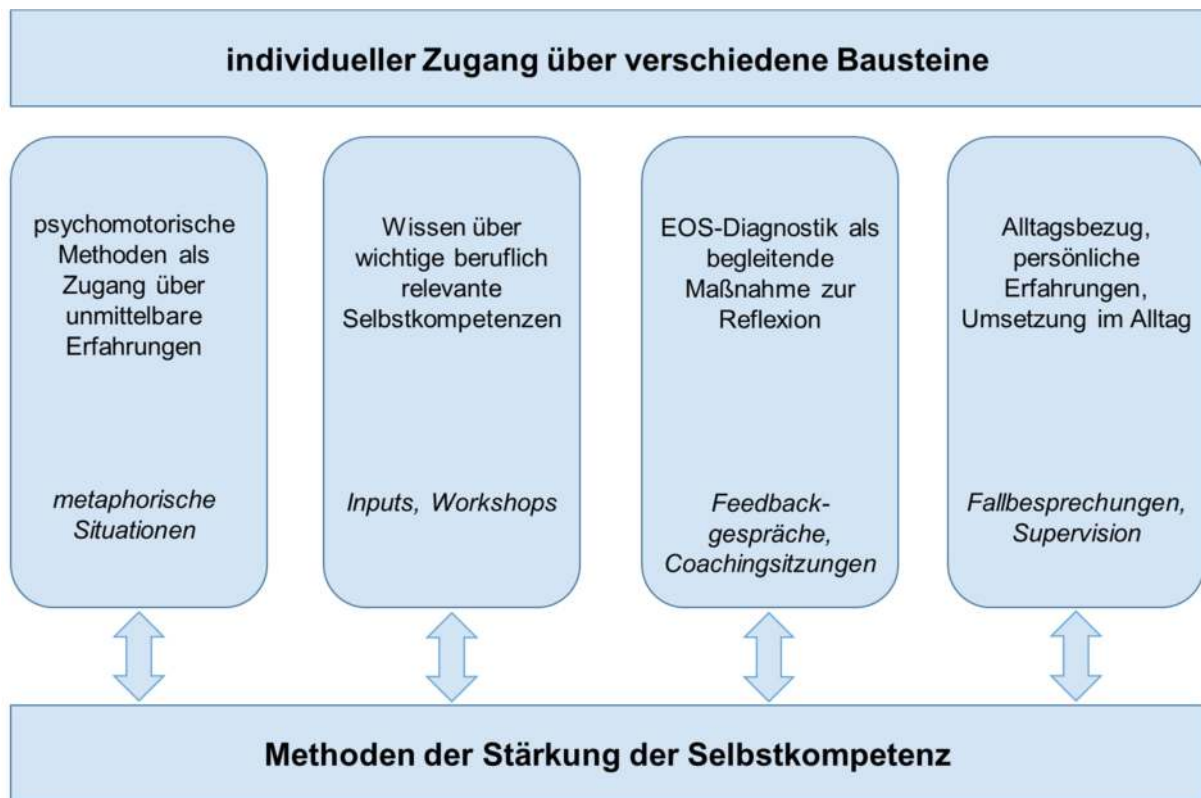 individueller Zugang über verschiedene Bausteine
psychomotorische
Methoden als
Zugang über
unmittelbare
Erfahrungen
metaphorische
Situationen
Wissen über
wichtige beruflich
relevante
Selbstkompetenzen
Inputs, Workshops
EOS-Diagnostik als
begleitende
Maßnahme zur
Reflexion
Feedback-
gespräche,
Coachingsitzungen
Alltagsbezug,
persönliche
Erfahrungen,
Umsetzung im Alltag
Fallbesprechungen,
Supervision
Methoden der Stärkung der Selbstkompetenz